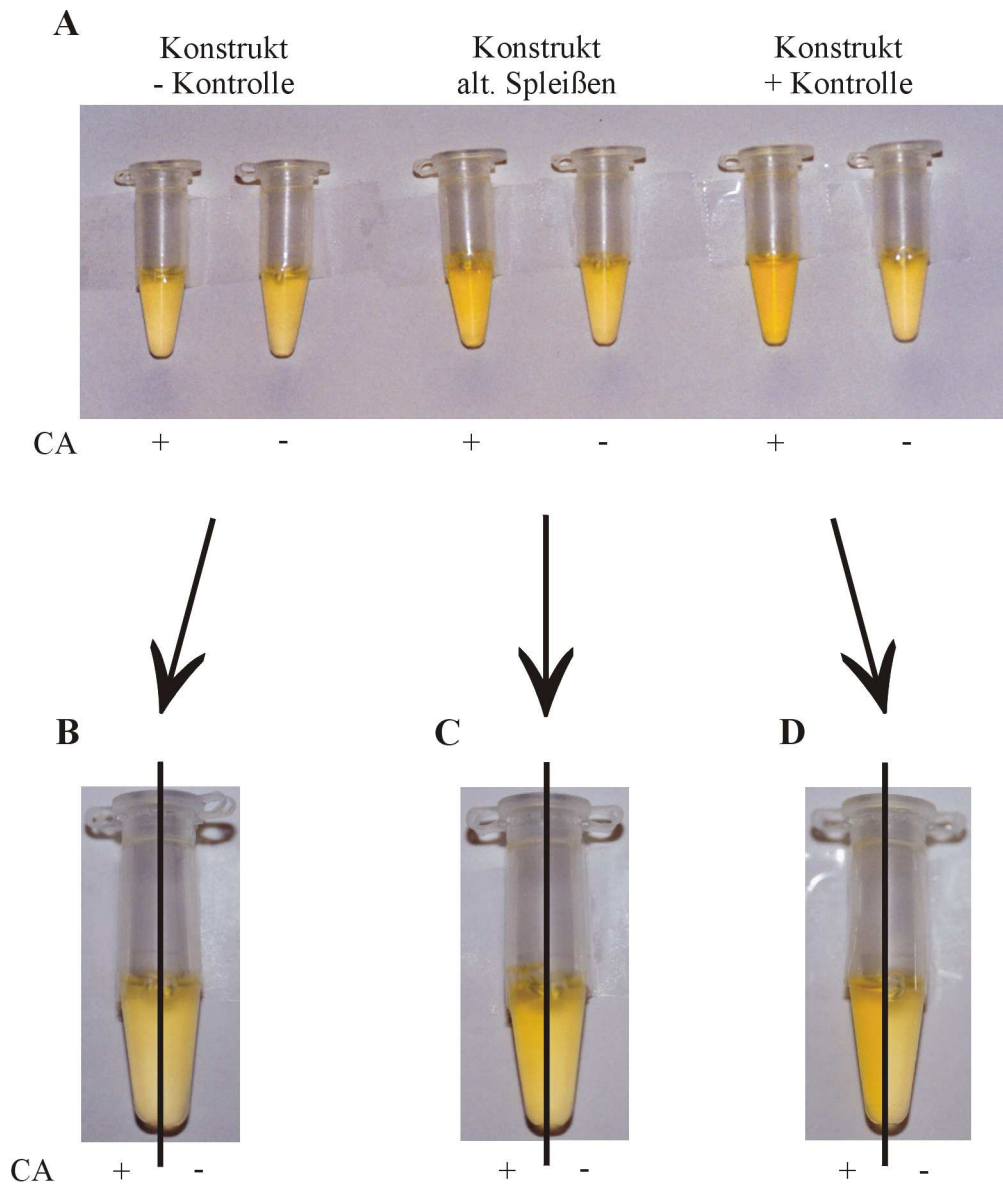 A
Konstrukt
- Kontrolle
Konstrukt
alt. Spleißen
Konstrukt
+ Kontrolle
CA + - + - + -
B
C
D
CA + - + - + -